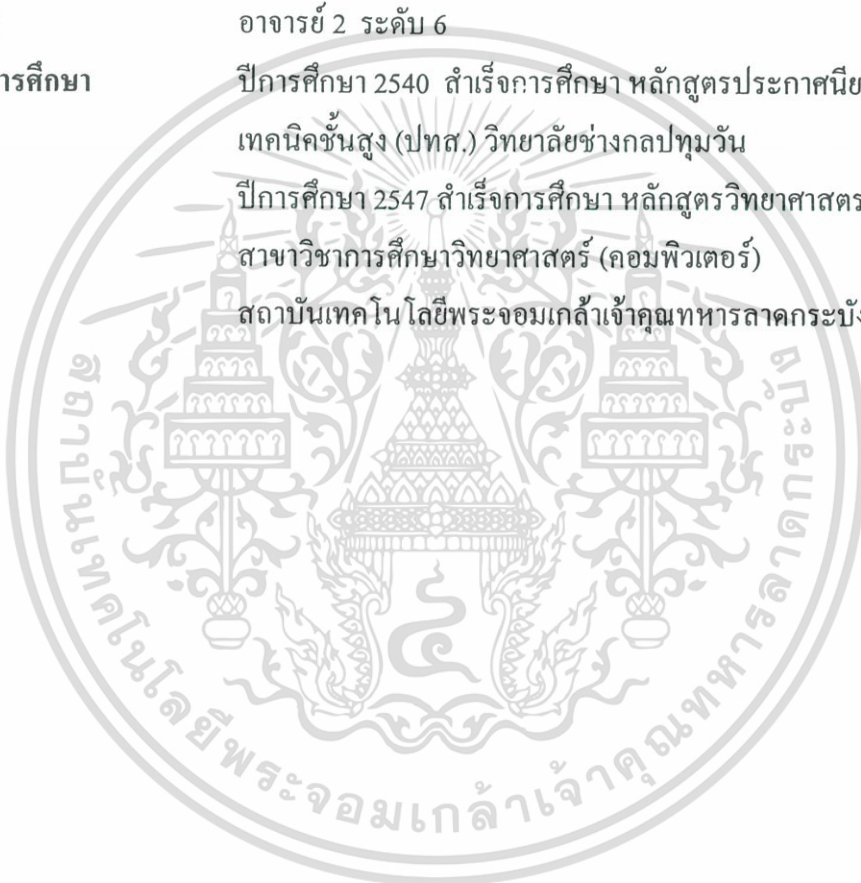 อาจารย์ 2 ระดับ 6
การศึกษา ปีการศึกษา 2540 สำเร็จการศึกษา หลักสูตรประกาศนีย
เทคนิคชั้นสูง (ปทส.) วิทยาลัยช่างกลปทุมวัน
ปีการศึกษา 2547 สำเร็จการศึกษา หลักสูตรวิทยาศาสตร
สาขาวิชาการศึกษาวิทยาศาสตร์ (คอมพิวเตอร์)
สถาบันเทคโนโลยีพระจอมเกล้าเจ้าคุณทหารลาดกระบัง
สถาบันเทคโนโลยีพระจอมเกล้าเจ้าคุณทหารลาดกระบัง
๔